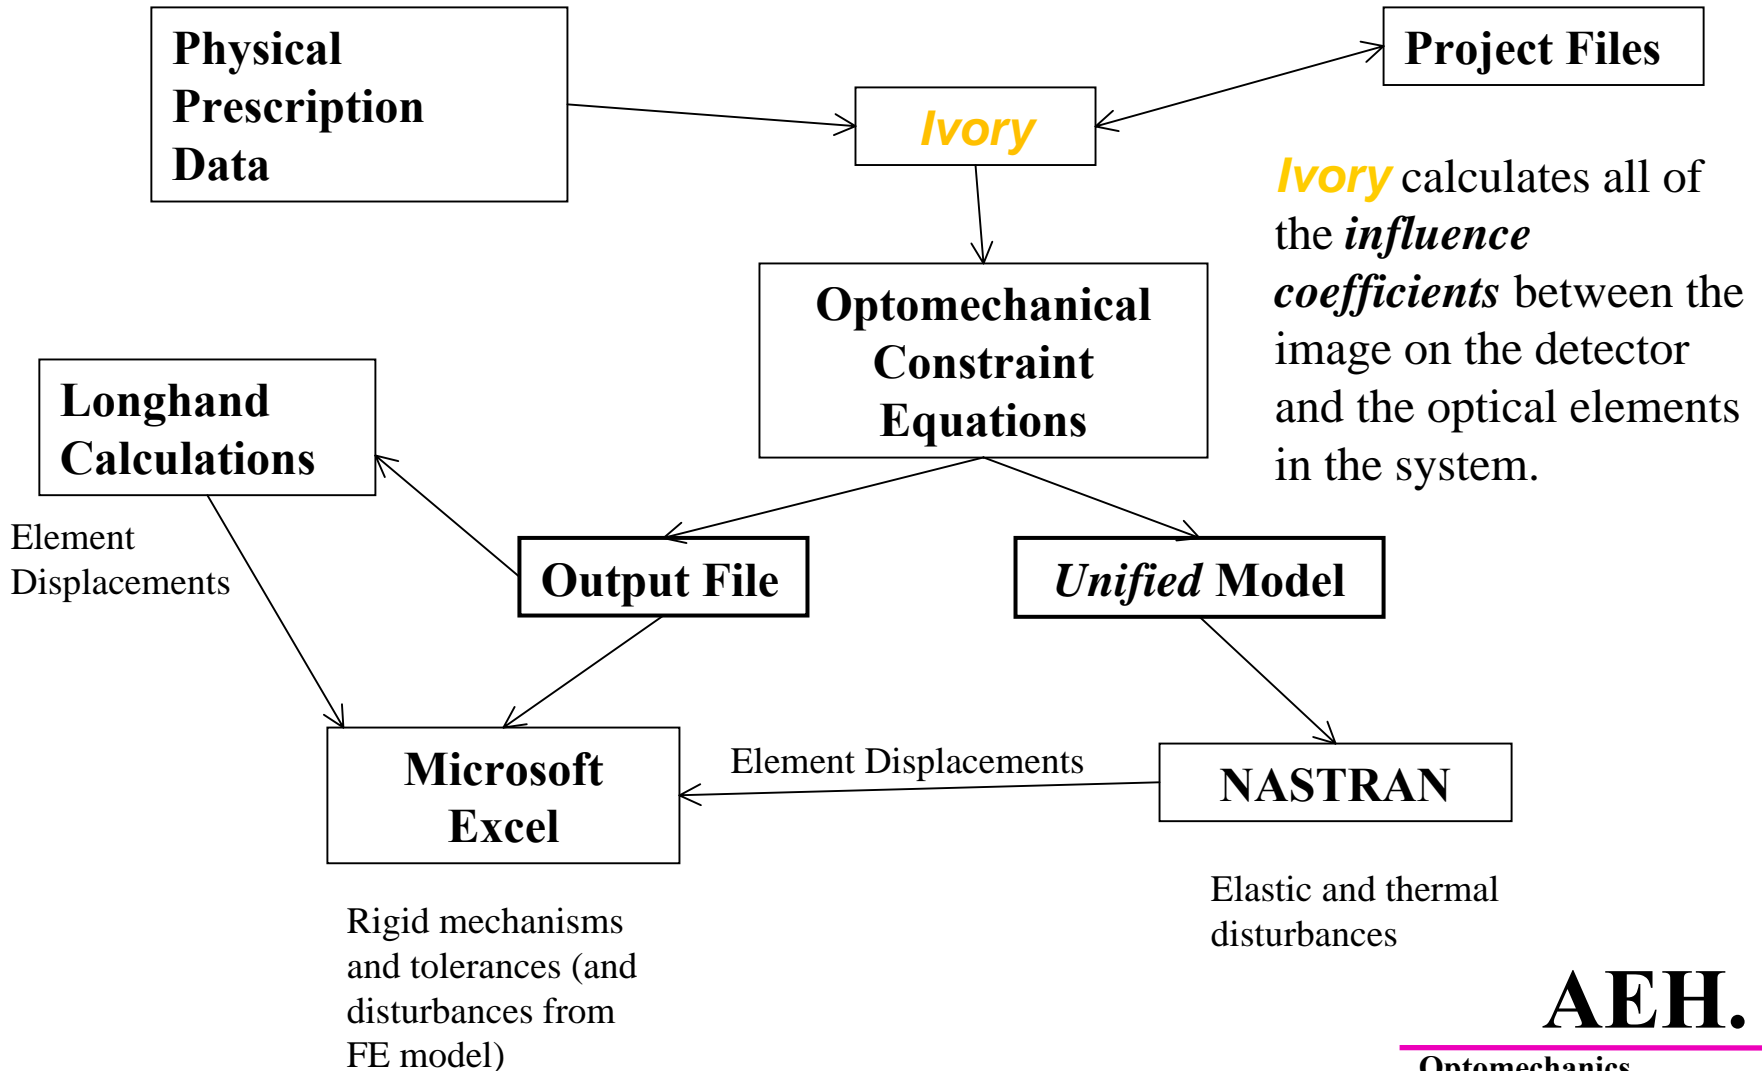 Physical
Prescription
Data
Ivory
Project Files
Ivory calculates all of
the influence
coefficients between the
image on the detector
and the optical elements
in the system.
Optomechanical
Constraint
Equations
Longhand
Calculations
Element
Displacements
Output File
Unified Model
Microsoft
Excel
Element Displacements
NASTRAN
Rigid mechanisms
and tolerances (and
disturbances from
FE model)
Elastic and thermal
disturbances
AEH.
Optomechanics